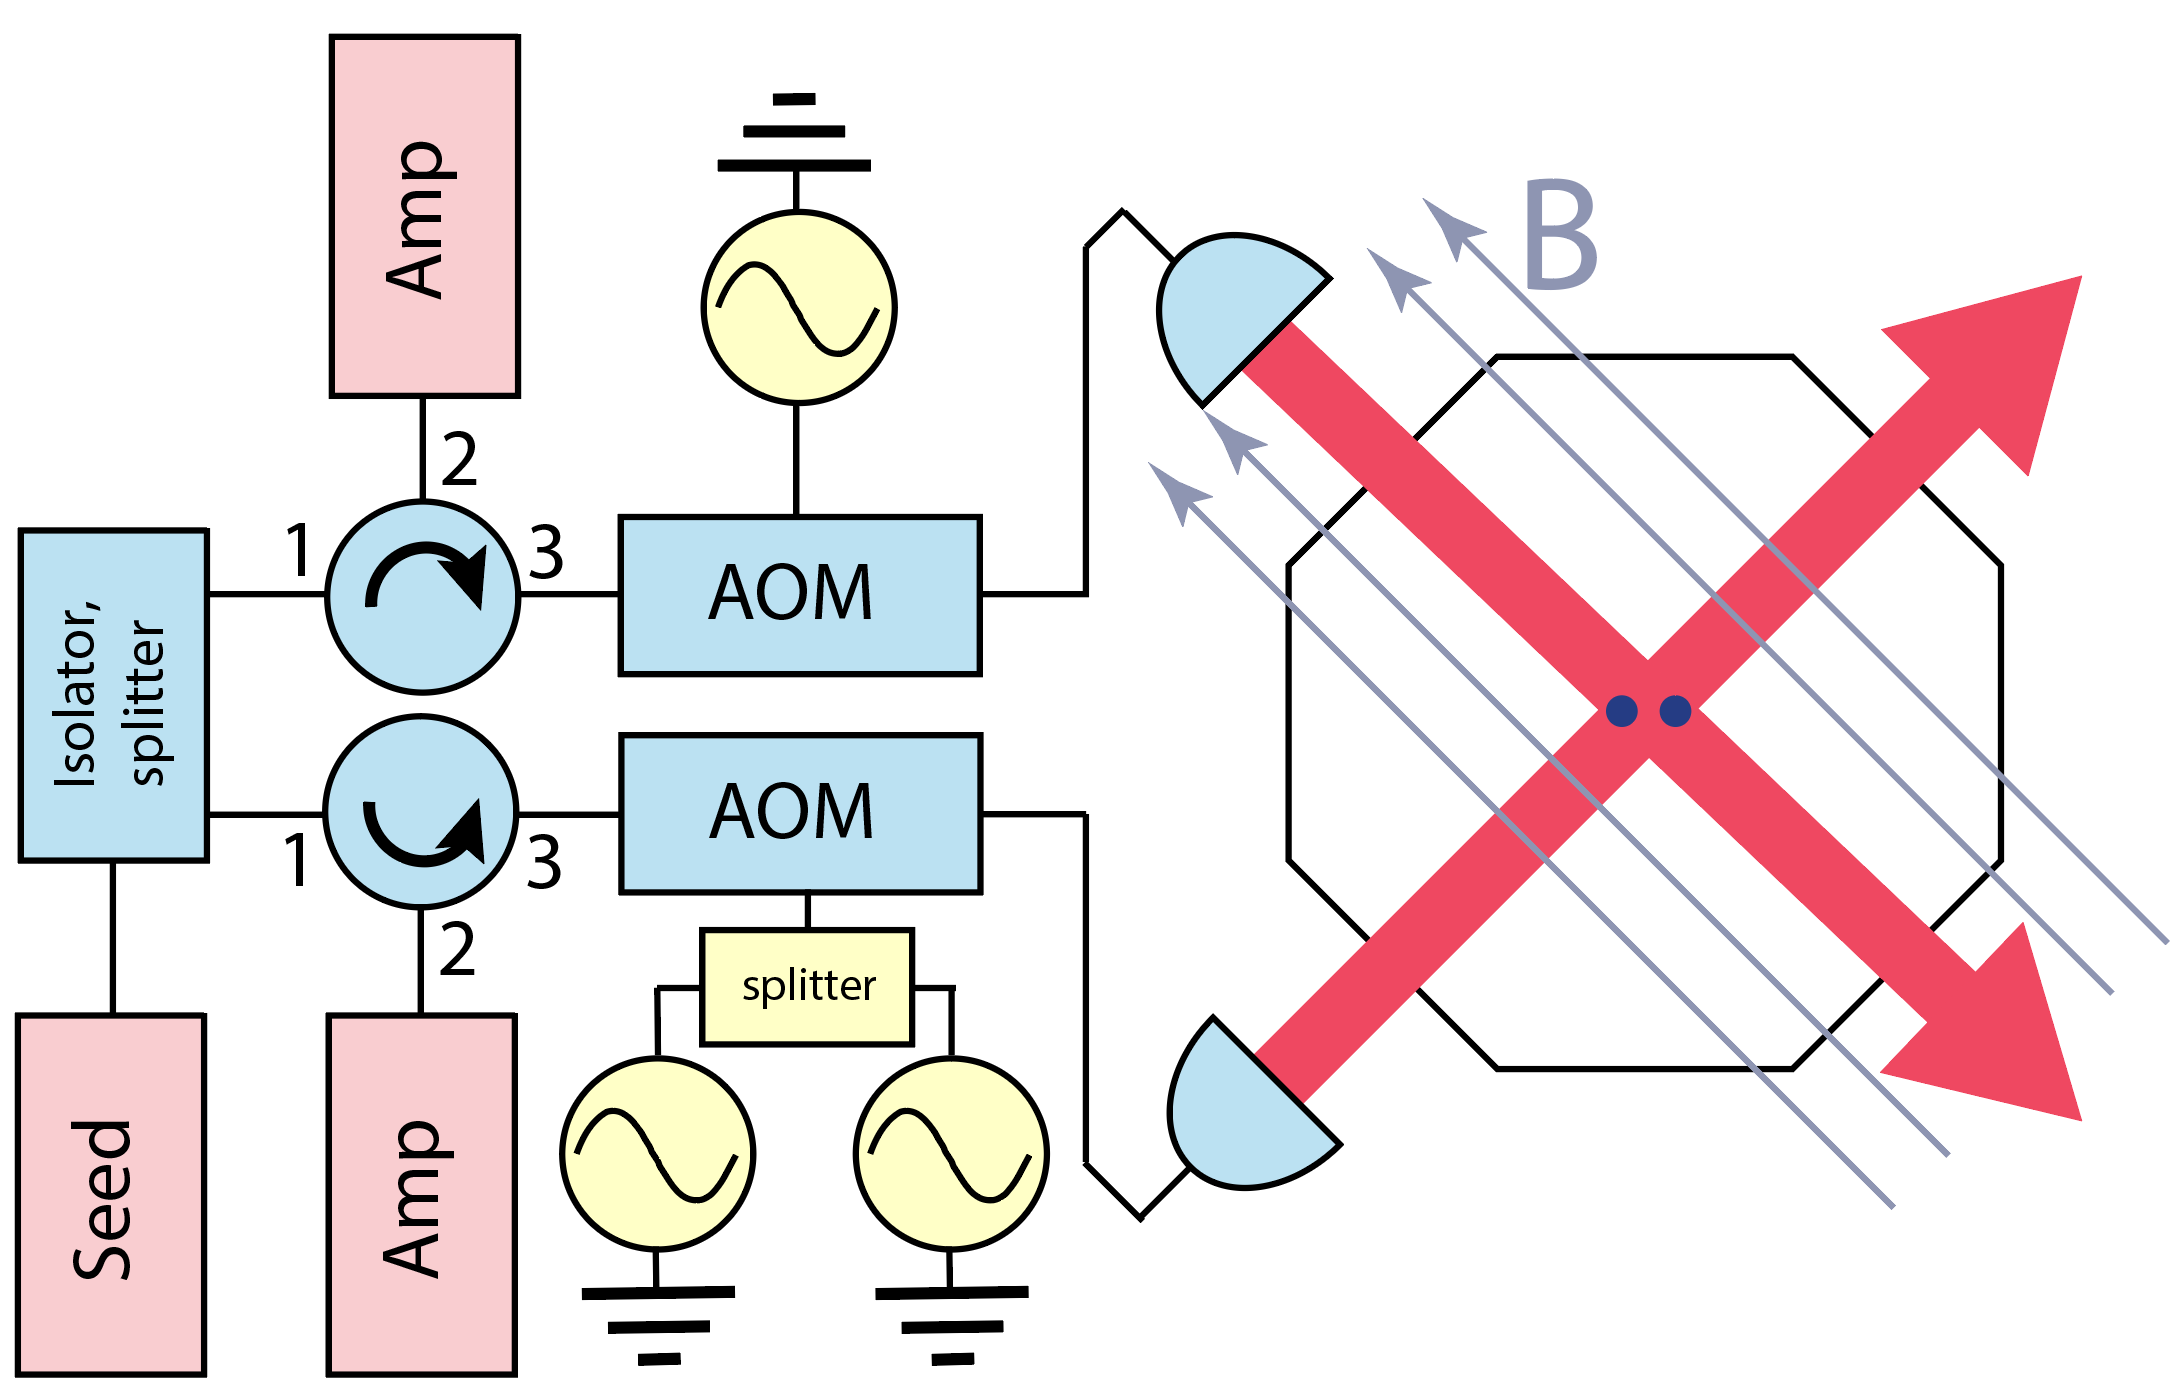 Amp
B
2
1
3
AOM
Isolator,
splitter
AOM
1
3
2
splitter
Seed
Amp